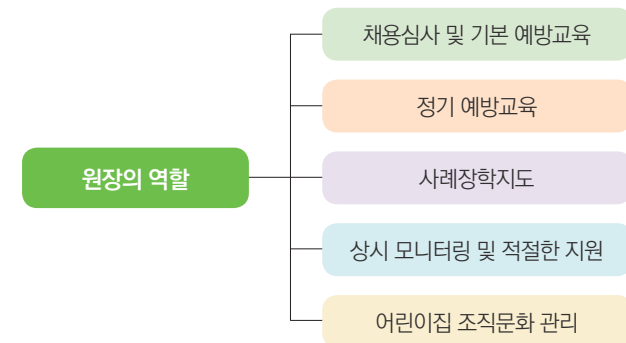 채용심사 및 기본 예방교육
정기 예방교육
원장의 역할
사례장학지도
상시 모니터링 및 적절한 지원
어린이집 조직문화 관리